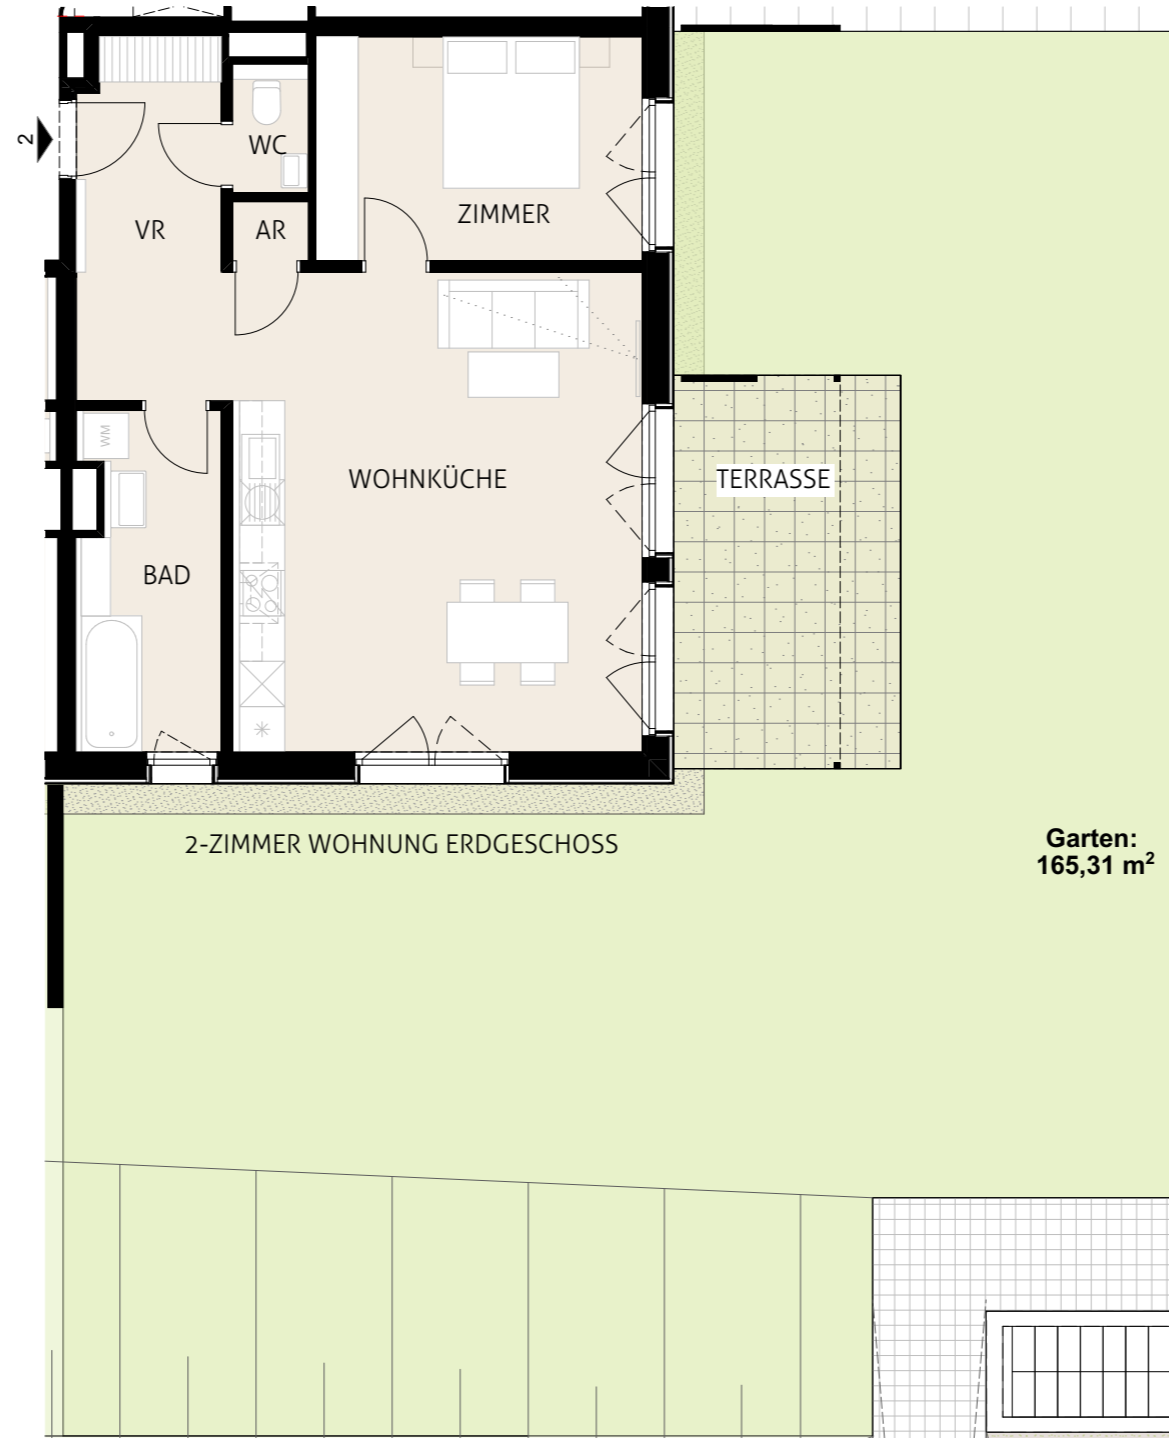 2
WC
VR
AR
ZIMMER
WM
WOHNKÜCHE
TERRASSE
BAD
2-ZIMMER WOHNUNG ERDGESCHOSS
Garten:
165,31 m²